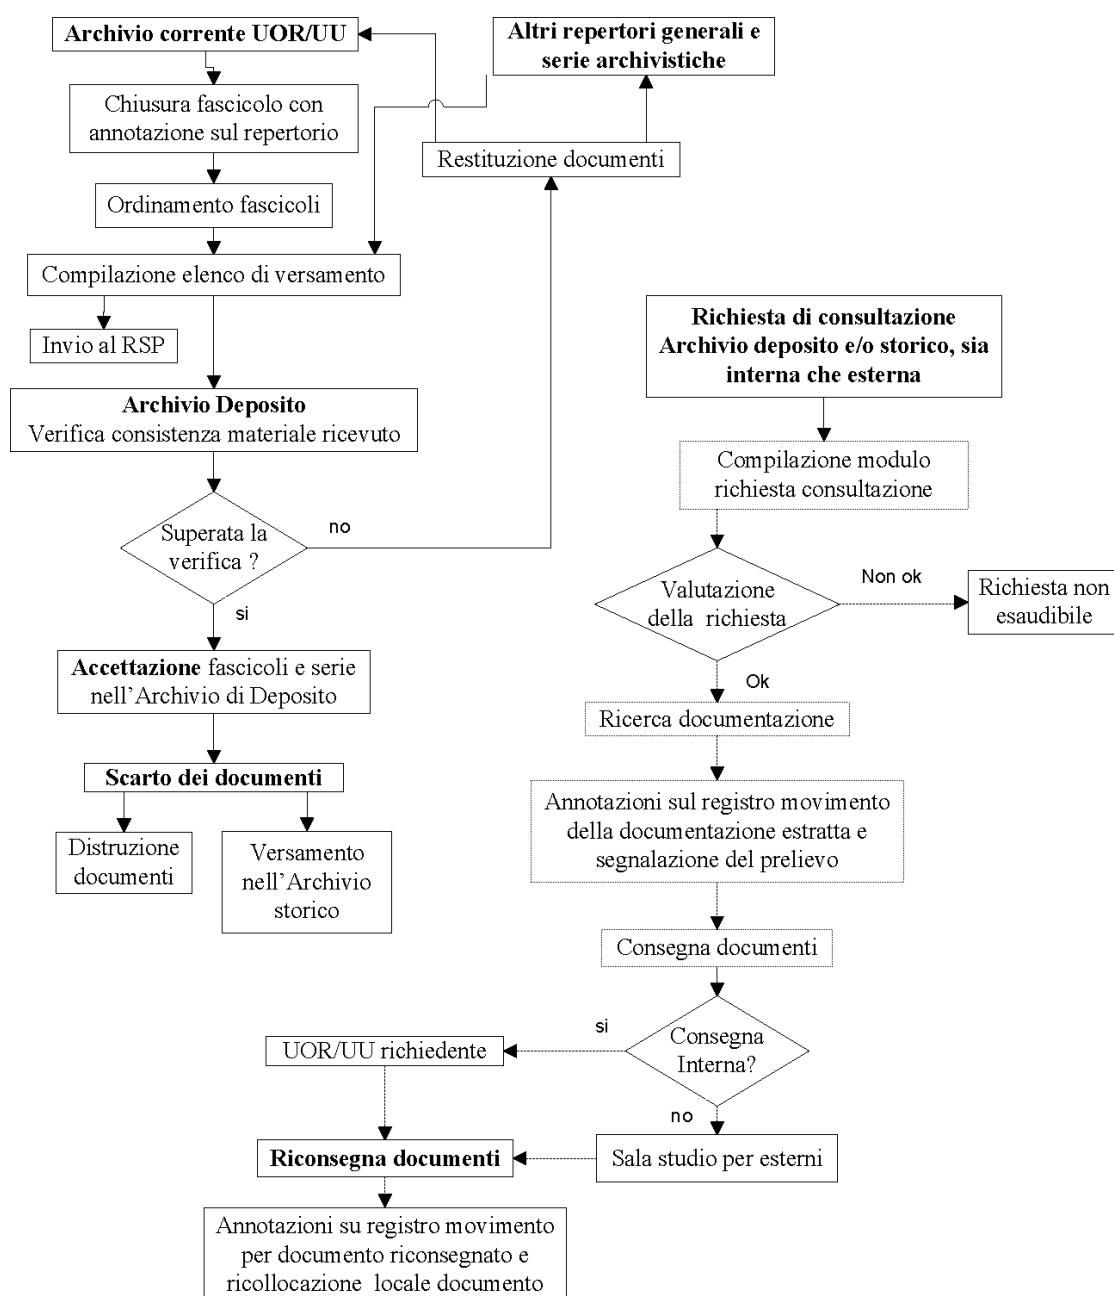 Archivio corrente UOR/UU
Altri repertori generali e
serie archivistiche
Chiusura fascicolo con
annotazione sul repertorio
Restituzione documenti
Ordinamento fascicoli
Compilazione elenco di versamento
Invio al RSP
Archivio Deposito
Verifica consistenza materiale ricevuto
Superata la
verifica ?
no
si
Accettazione fascicoli e serie
nell'Archivio di Deposito
Scarto dei documenti
Distruzione
documenti
Versamento
nell'Archivio
storico
Richiesta di consultazione
Archivio deposito e/o storico, sia
interna che esterna
Compilazione modulo
richiesta consultazione
Valutazione
della richiesta
Non ok
Richiesta non
esaudibile
Ok
Ricerca documentazione
Annotazioni sul registro movimento
della documentazione estratta e
segnalazione del prelievo
Consegna documenti
Consegna
Interna?
si
UOR/UU richiedente
no
Sala studio per esterni
Riconsegna documenti
Annotazioni su registro movimento
per documento riconsegnato e
ricollocazione locale documento